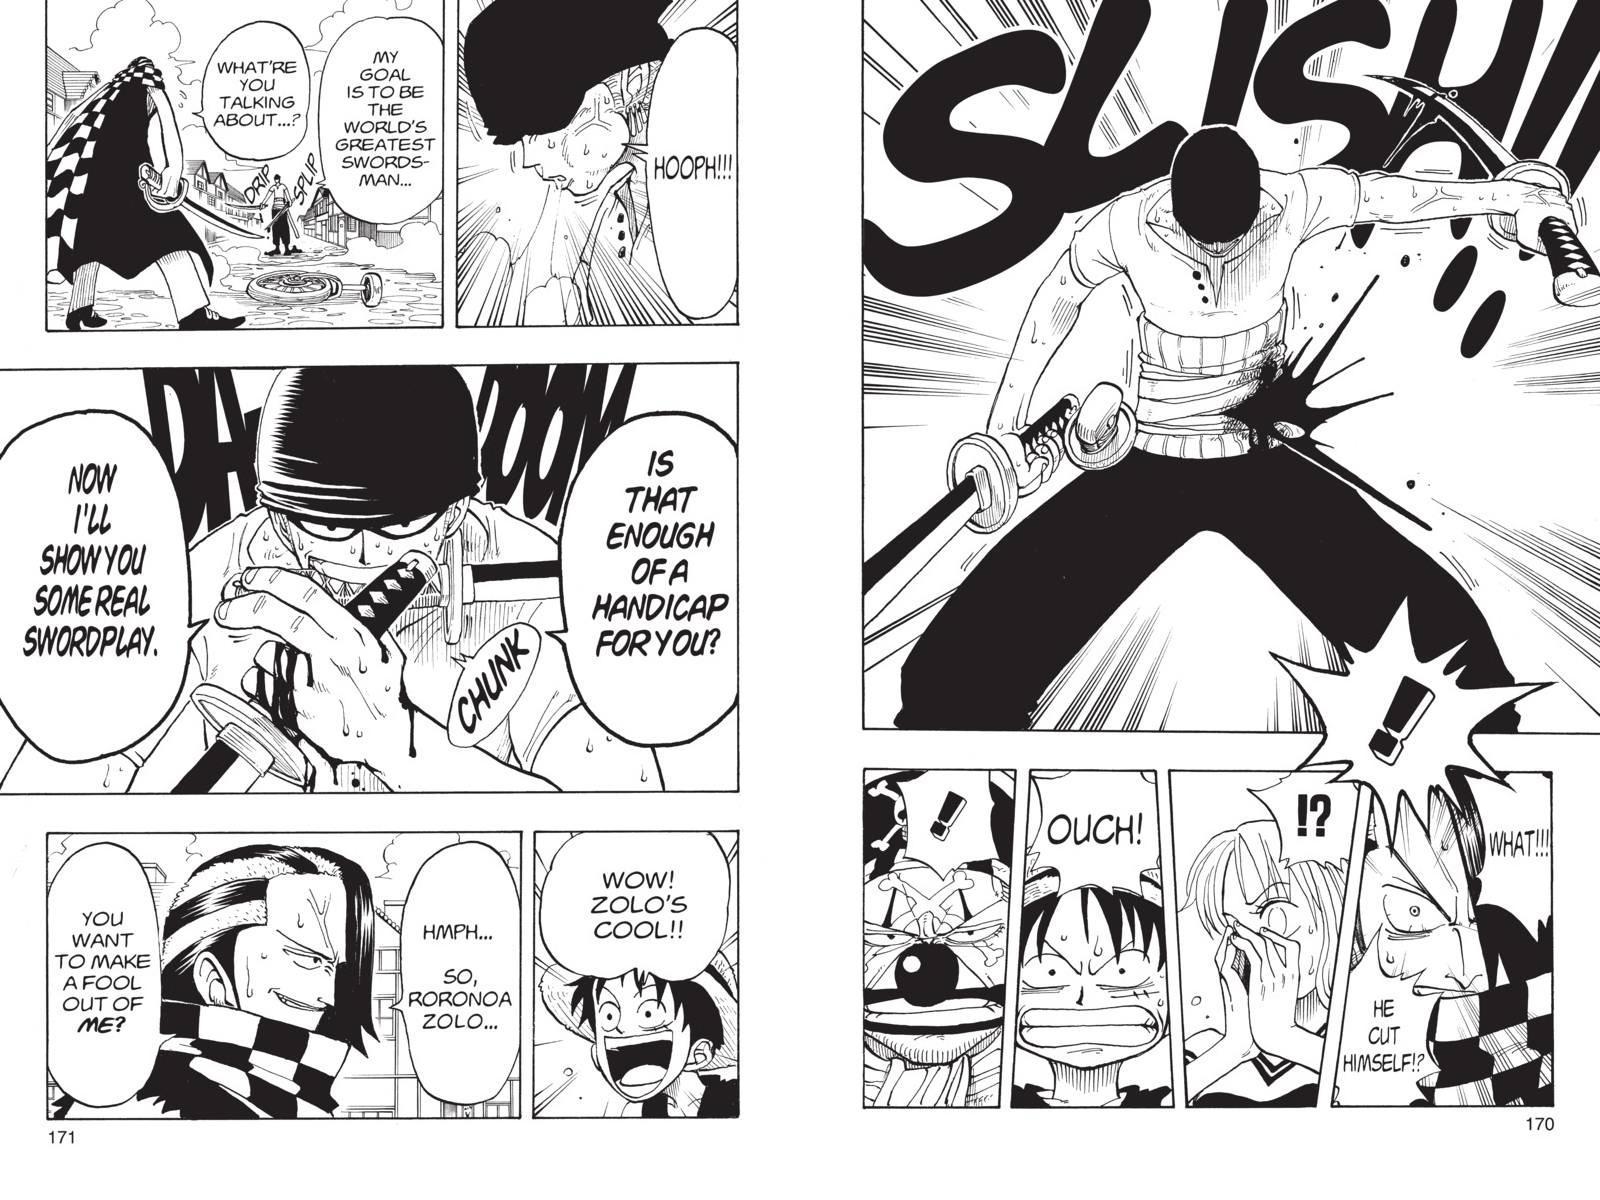 SLISH!!
!
WHAT!!!
HE
CUT
HIMSELF!?
!?
OUCH!
!
170
HOOPH!!!
MY
GOAL
IS TO BE
THE
WORLD'S
GREATEST
SWORDS-
MAN...
WHAT'RE
YOU
TALKING
ABOUT...?
DRIP
SPLIP
IS
THAT
ENOUGH
OF A
HANDICAP
FOR YOU?
CHUNK
DA-DOOM
NOW
I'LL
SHOW YOU
SOME REAL
SWORDPLAY.
WOW!
ZOLO'S
COOL!!
HMPH...
SO,
RORONOA
ZOLO...
YOU
WANT
TO MAKE
A FOOL
OUT OF
ME?
171